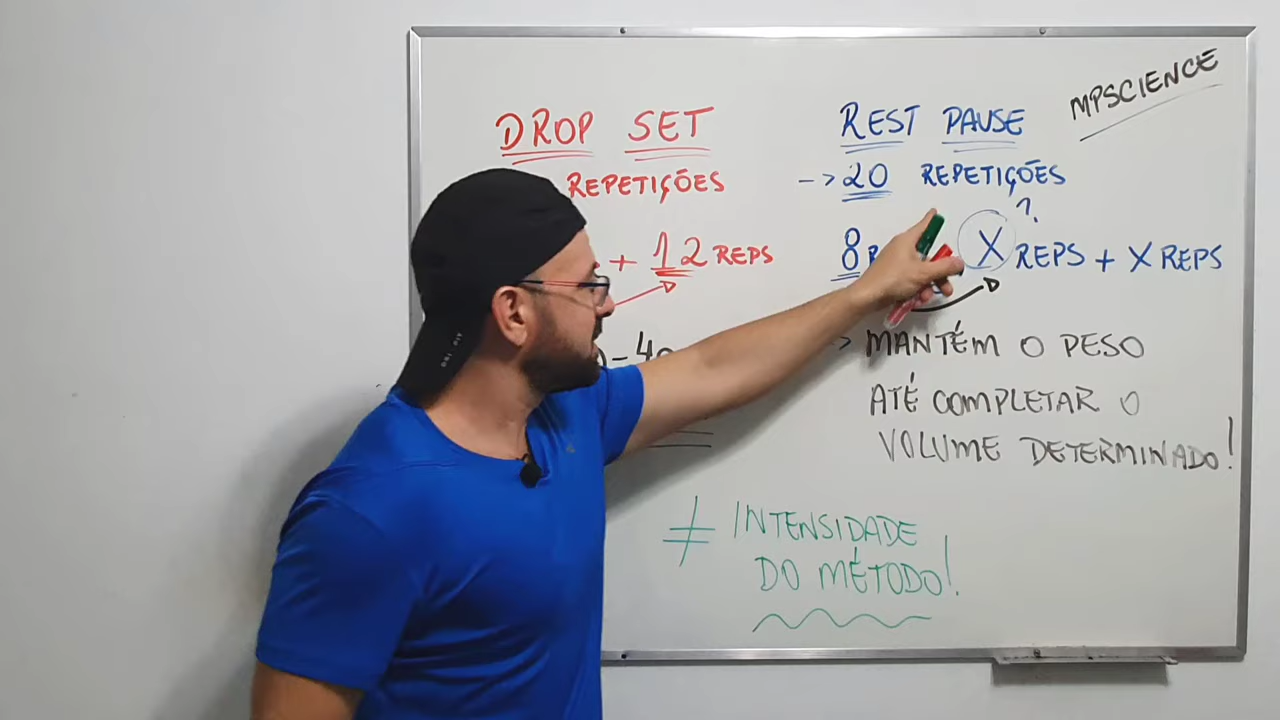 MPSCIENCE
DROP SET
REPETIÇÕES
+ 12 REPS
REST PAUSE
-> 20 REPETIÇÕES
?
8 X REPS + X REPS
> MANTÉM O PESO
ATÉ COMPLETAR O
VOLUME DETERMINADO!
≠ INTENSIDADE
DO MÉTODO!